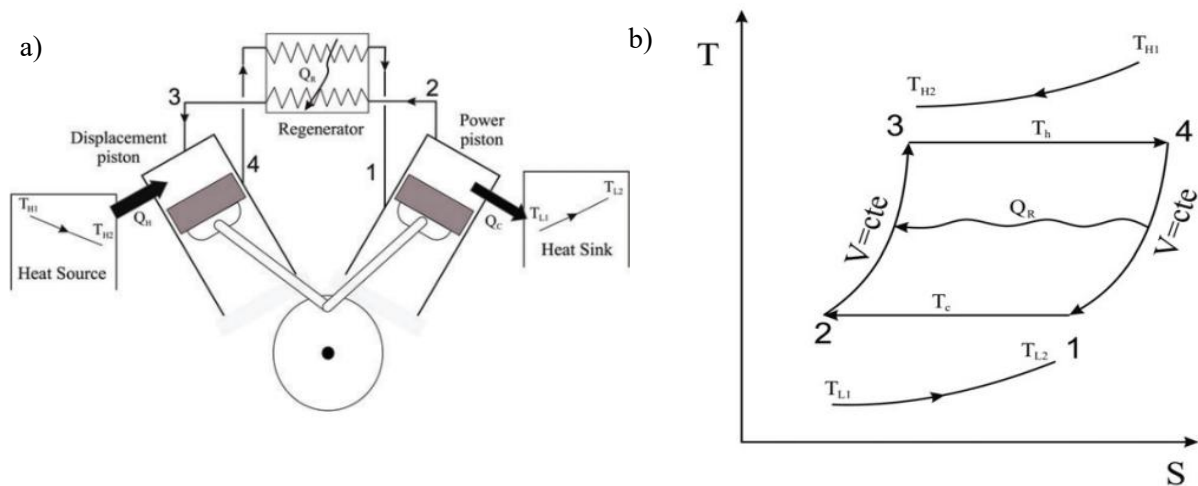 a)
Q_R
3
2
Regenerator
Displacement
piston
Power
piston
4
1
T_H1
T_H2
Q_H
Heat Source
Q_C
T_L1
T_L2
Heat Sink
b)
T
T_H1
T_H2
3
T_h
4
V=cte
Q_R
V=cte
T_c
2
1
T_L2
T_L1
S